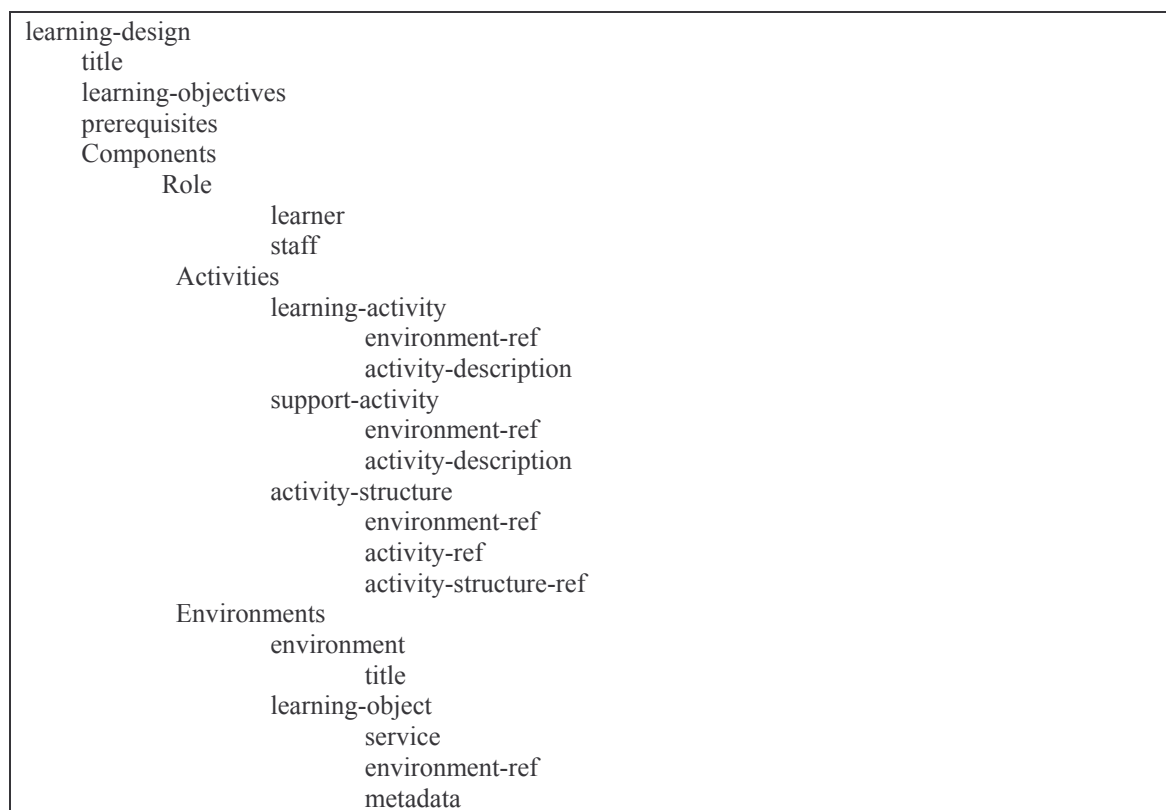 learning-design
title
learning-objectives
prerequisites
Components
Role
learner
staff
Activities
learning-activity
environment-ref
activity-description
support-activity
environment-ref
activity-description
activity-structure
environment-ref
activity-ref
activity-structure-ref
Environments
environment
title
learning-object
service
environment-ref
metadata